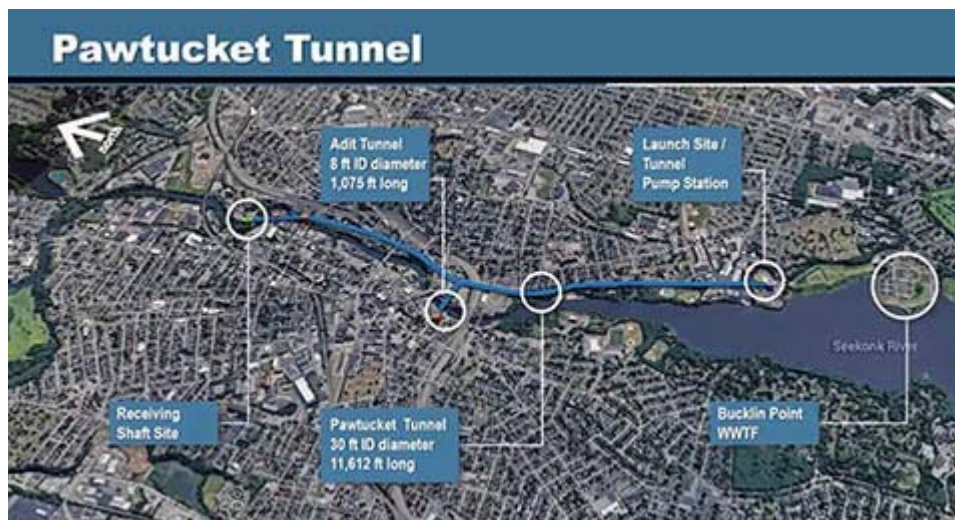 Pawtucket Tunnel
north
Adit Tunnel
8 ft ID diameter
1,075 ft long
Launch Site /
Tunnel
Pump Station
Seekonk River
Receiving
Shaft Site
Pawtucket Tunnel
30 ft ID diameter
11,612 ft long
Bucklin Point
WWTF